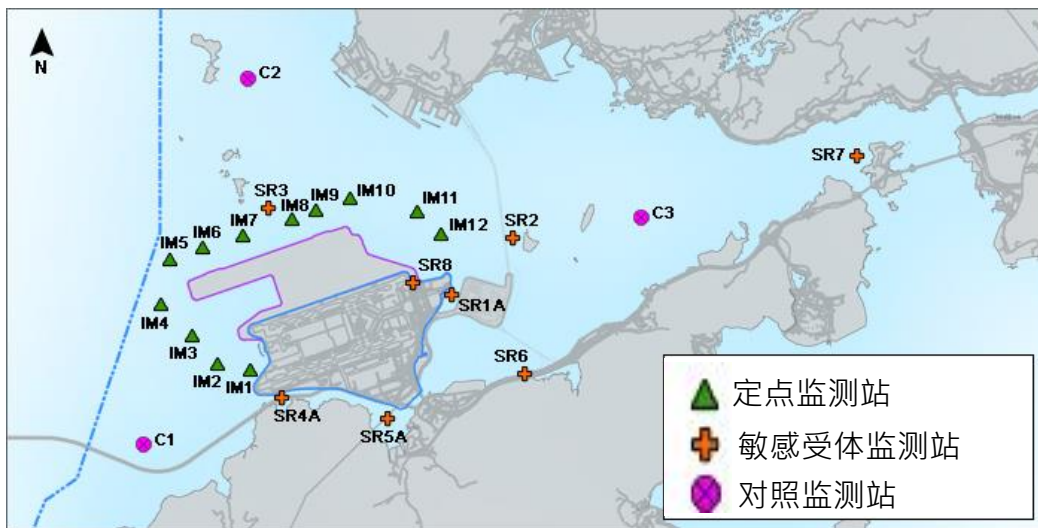 N
C2
SR7
SR3
IM10
IM9
IM8
IM11
C3
IM7
IM12
SR2
IM6
IM5
SR8
SR1A
IM4
IM3
SR6
IM2
IM1
SR4A
SR5A
C1
定点监测站
敏感受体监测站
对照监测站